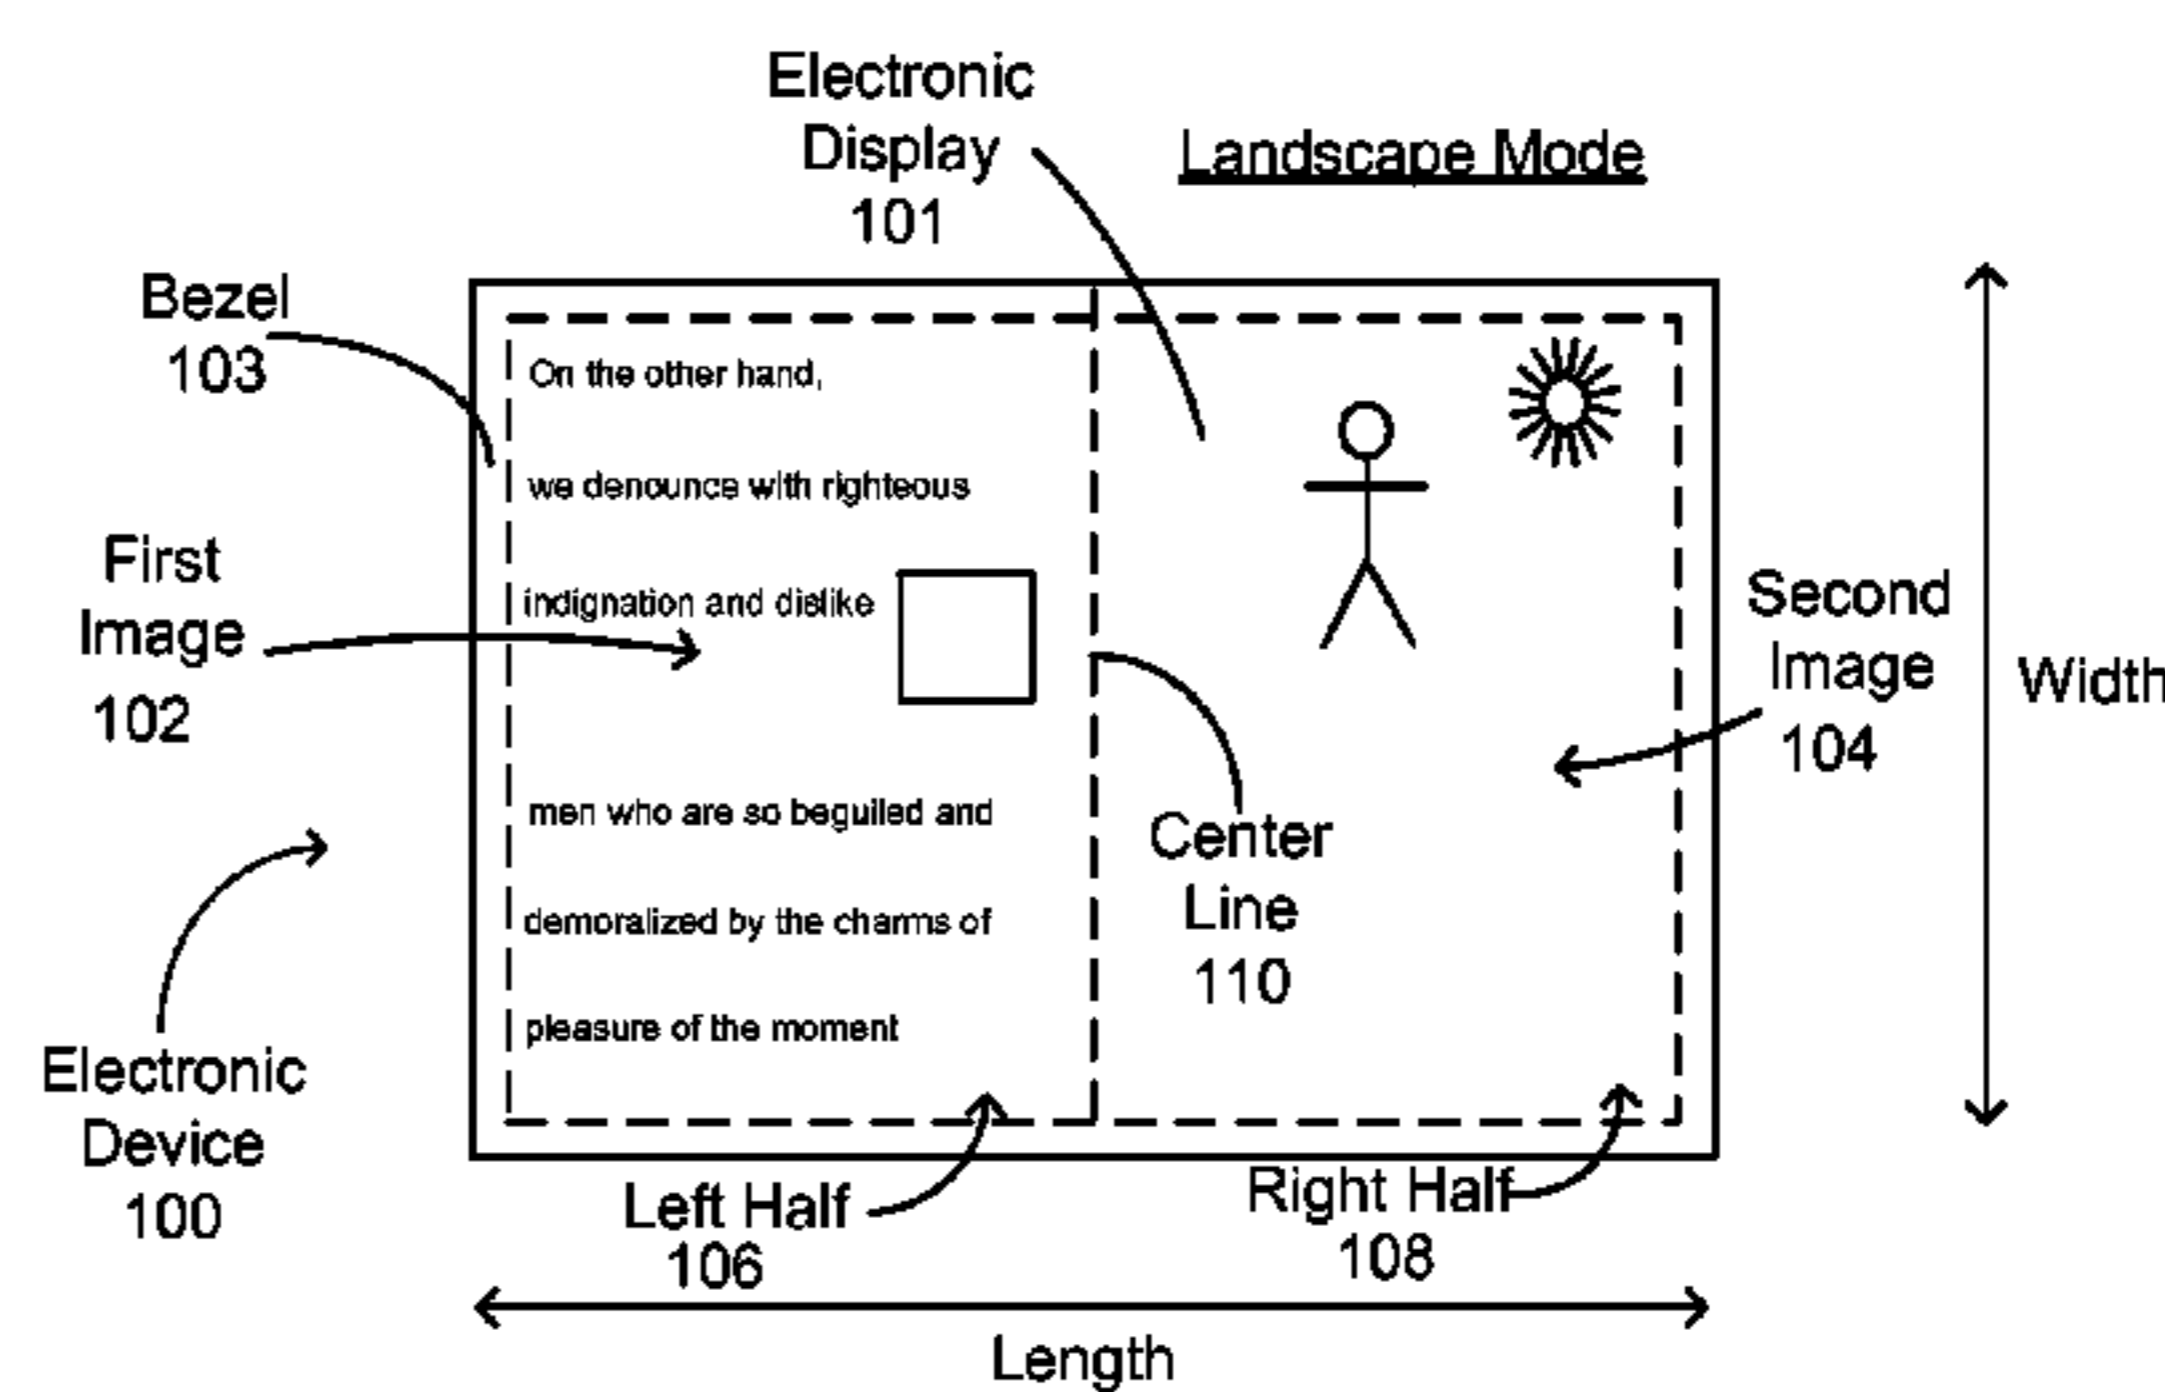 Electronic
Display
101
Landscape Mode
Bezel
103
On the other hand,
we denounce with righteous
First
Image
102
indignation and dislike
Second
Image
104
Width
men who are so beguiled and
Center
Line
110
demoralized by the charms of
pleasure of the moment
Electronic
Device
100
Left Half
106
Right Half
108
Length